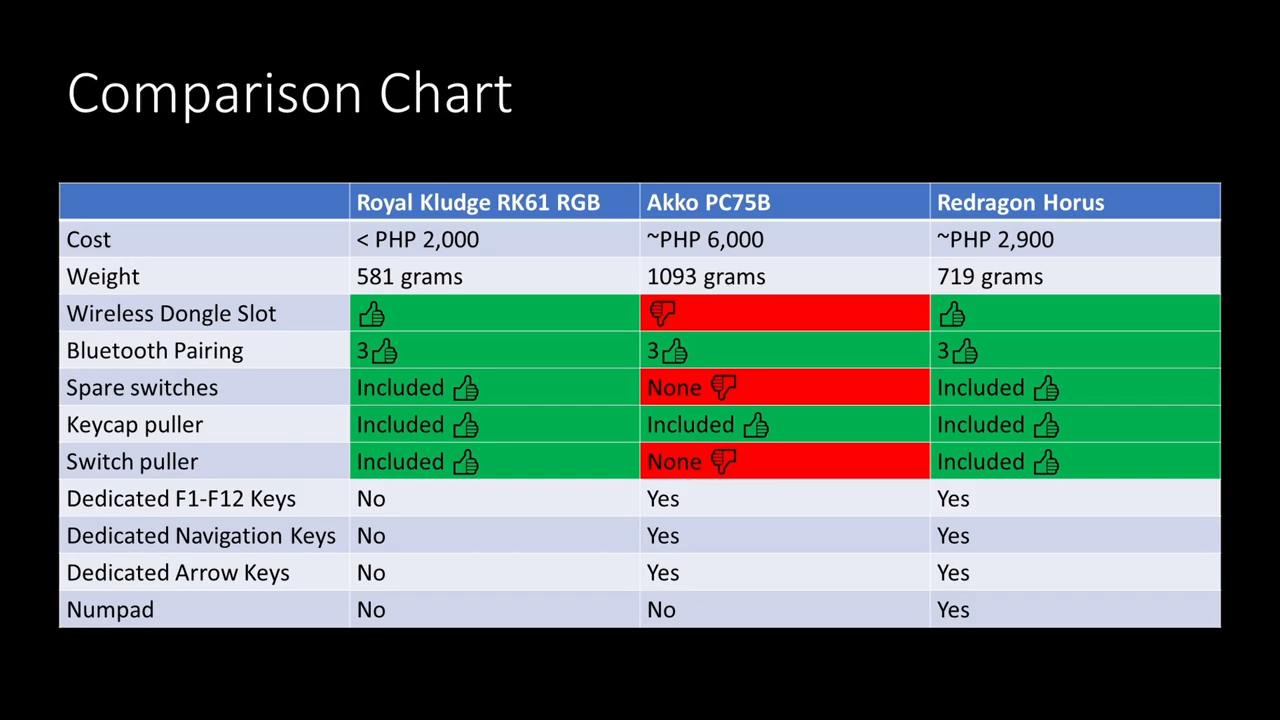 Comparison Chart
Royal Kludge RK61 RGB Akko PC75B Redragon Horus
Cost < PHP 2,000 ~PHP 6,000 ~PHP 2,900
Weight 581 grams 1093 grams 719 grams
Wireless Dongle Slot
Bluetooth Pairing 3 3 3
Spare switches Included None Included
Keycap puller Included Included Included
Switch puller Included None Included
Dedicated F1-F12 Keys No Yes Yes
Dedicated Navigation Keys No Yes Yes
Dedicated Arrow Keys No Yes Yes
Numpad No No Yes